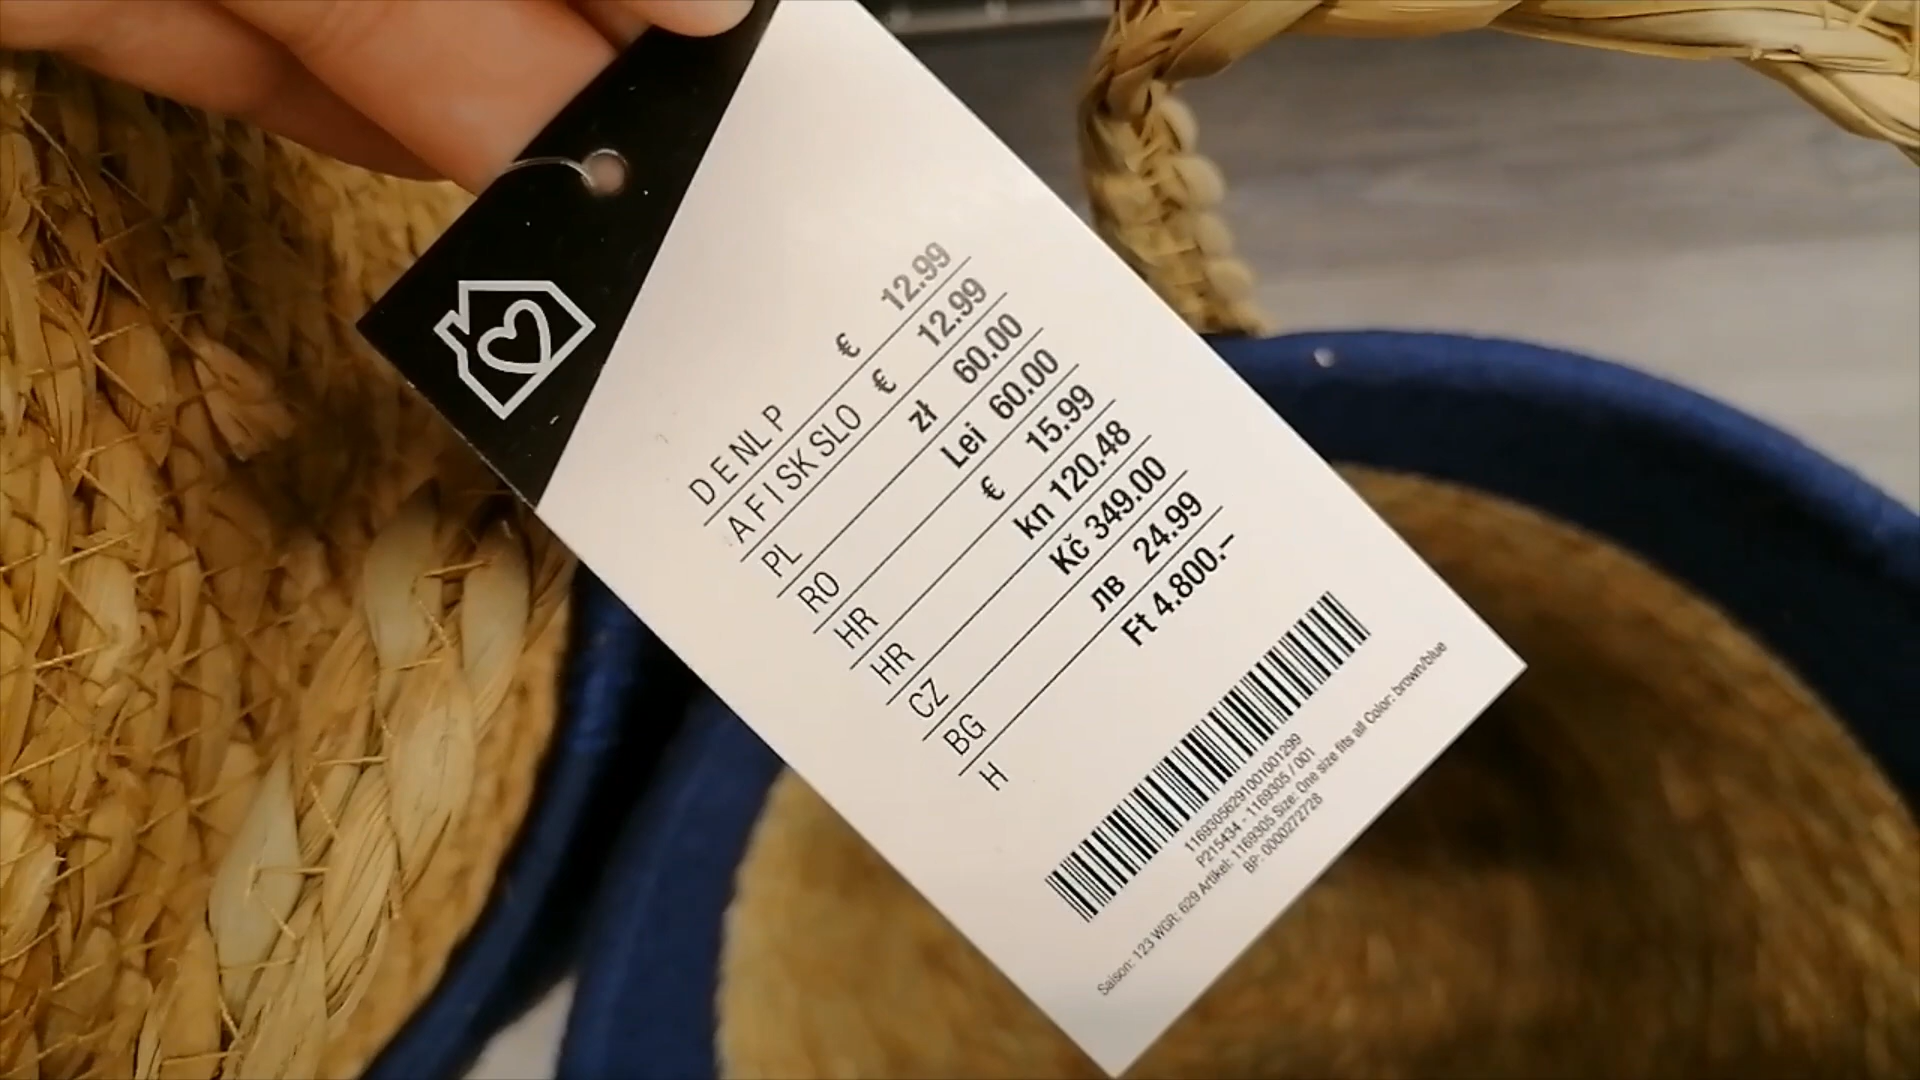 D E NL P € 12.99
A F I SK SLO € 12.99
PL zł 60.00
RO Lei 60.00
HR € 15.99
HR kn 120.48
CZ Kč 349.00
BG лв 24.99
H Ft 4.800.–
11693056291001001299
P215434 - 1169305 / 001
Saison: 123 WGR: 629 Artikel: 1169305 Size: One size fits all Color: brown/blue
BP: 0000272728